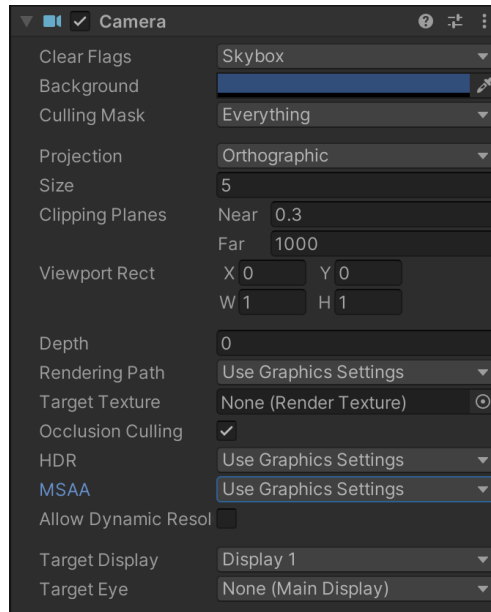 Camera
Clear Flags Skybox
Background
Culling Mask Everything
Projection Orthographic
Size 5
Clipping Planes Near 0.3
Far 1000
Viewport Rect X 0 Y 0
W 1 H 1
Depth 0
Rendering Path Use Graphics Settings
Target Texture None (Render Texture)
Occlusion Culling
HDR Use Graphics Settings
MSAA Use Graphics Settings
Allow Dynamic Resol
Target Display Display 1
Target Eye None (Main Display)